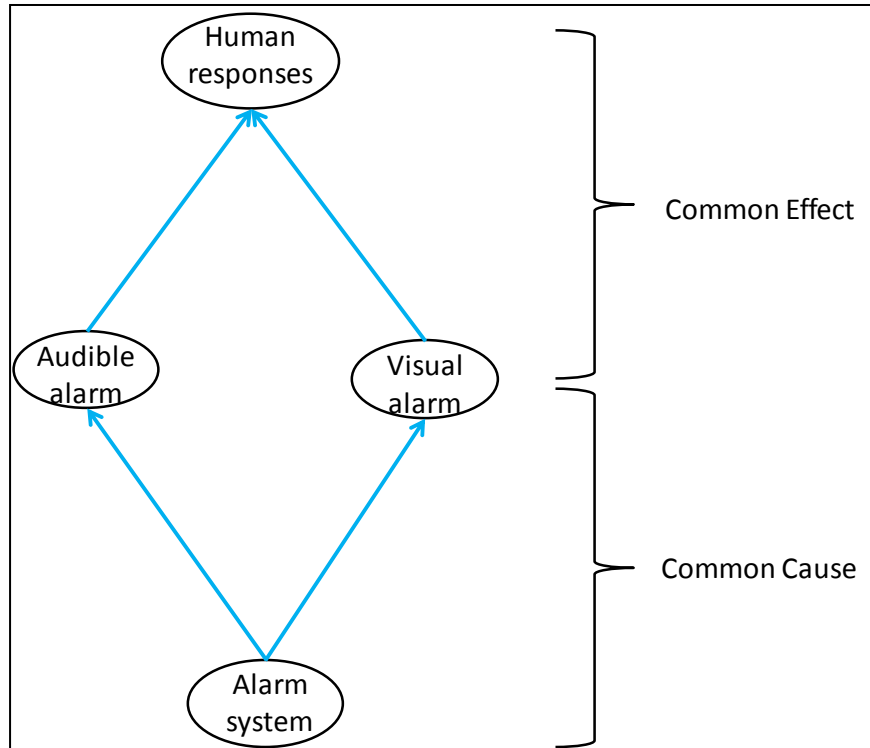 Human
responses
Common Effect
Audible
alarm
Visual
alarm
Common Cause
Alarm
system